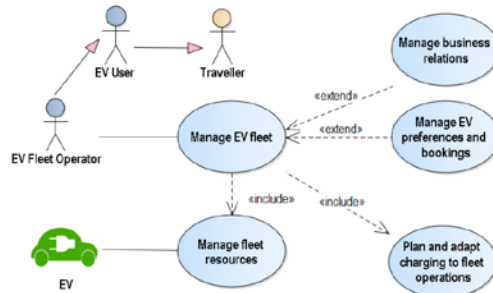 EV User
Traveller
Manage business
relations
«extend»
EV Fleet Operator
Manage EV fleet
«extend»
Manage EV
preferences and
bookings
«include»
«include»
EV
Manage fleet
resources
Plan and adapt
charging to fleet
operations